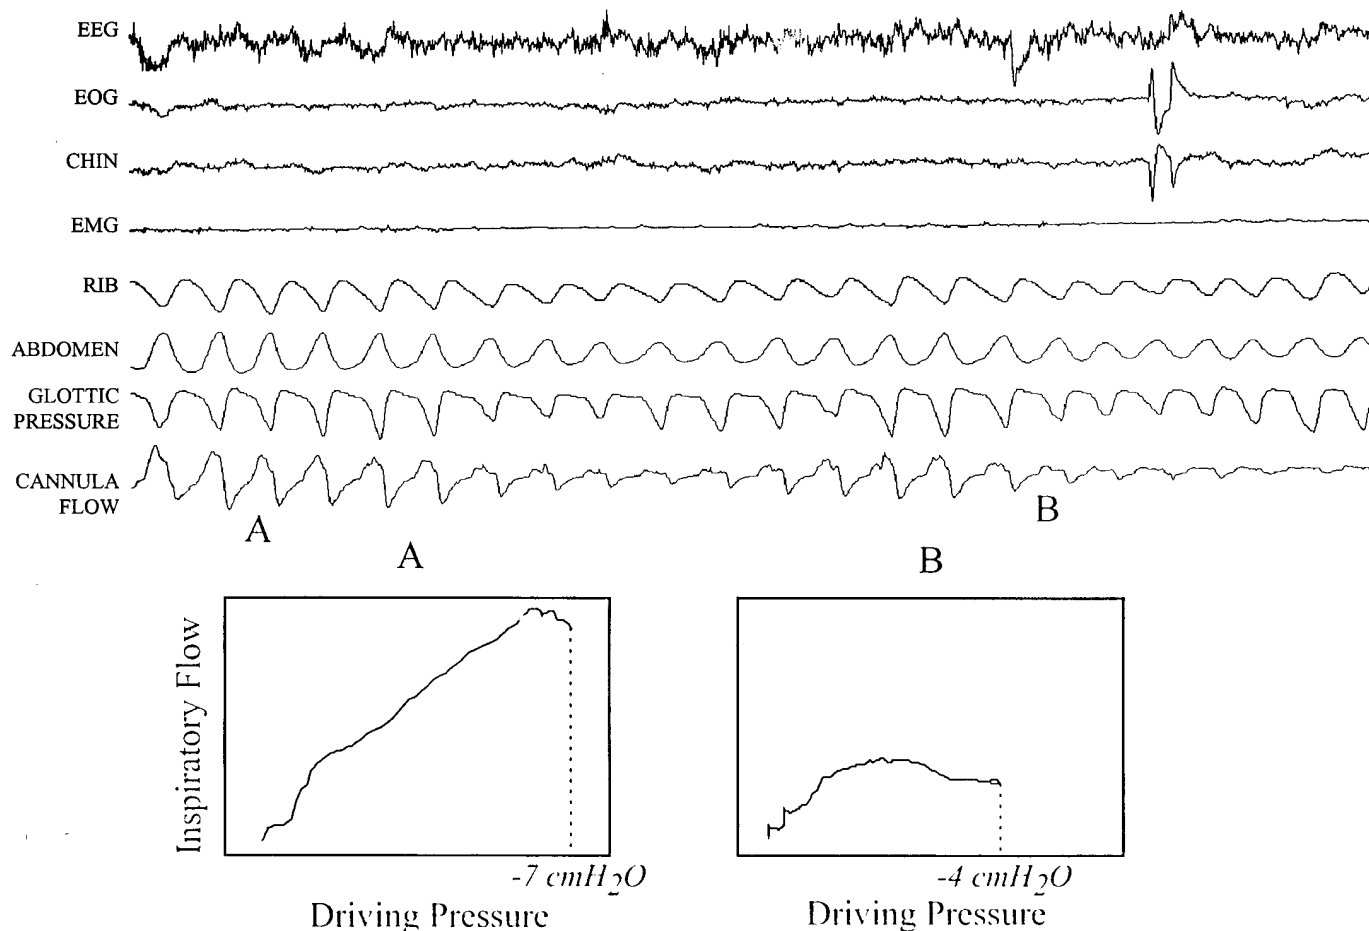 EEG
EOG
CHIN
EMG
RIB
ABDOMEN
GLOTTIC
PRESSURE
CANNULA
FLOW
A
B
A
B
Inspiratory Flow
-7 cmH2O
-4 cmH2O
Driving Pressure
Driving Pressure